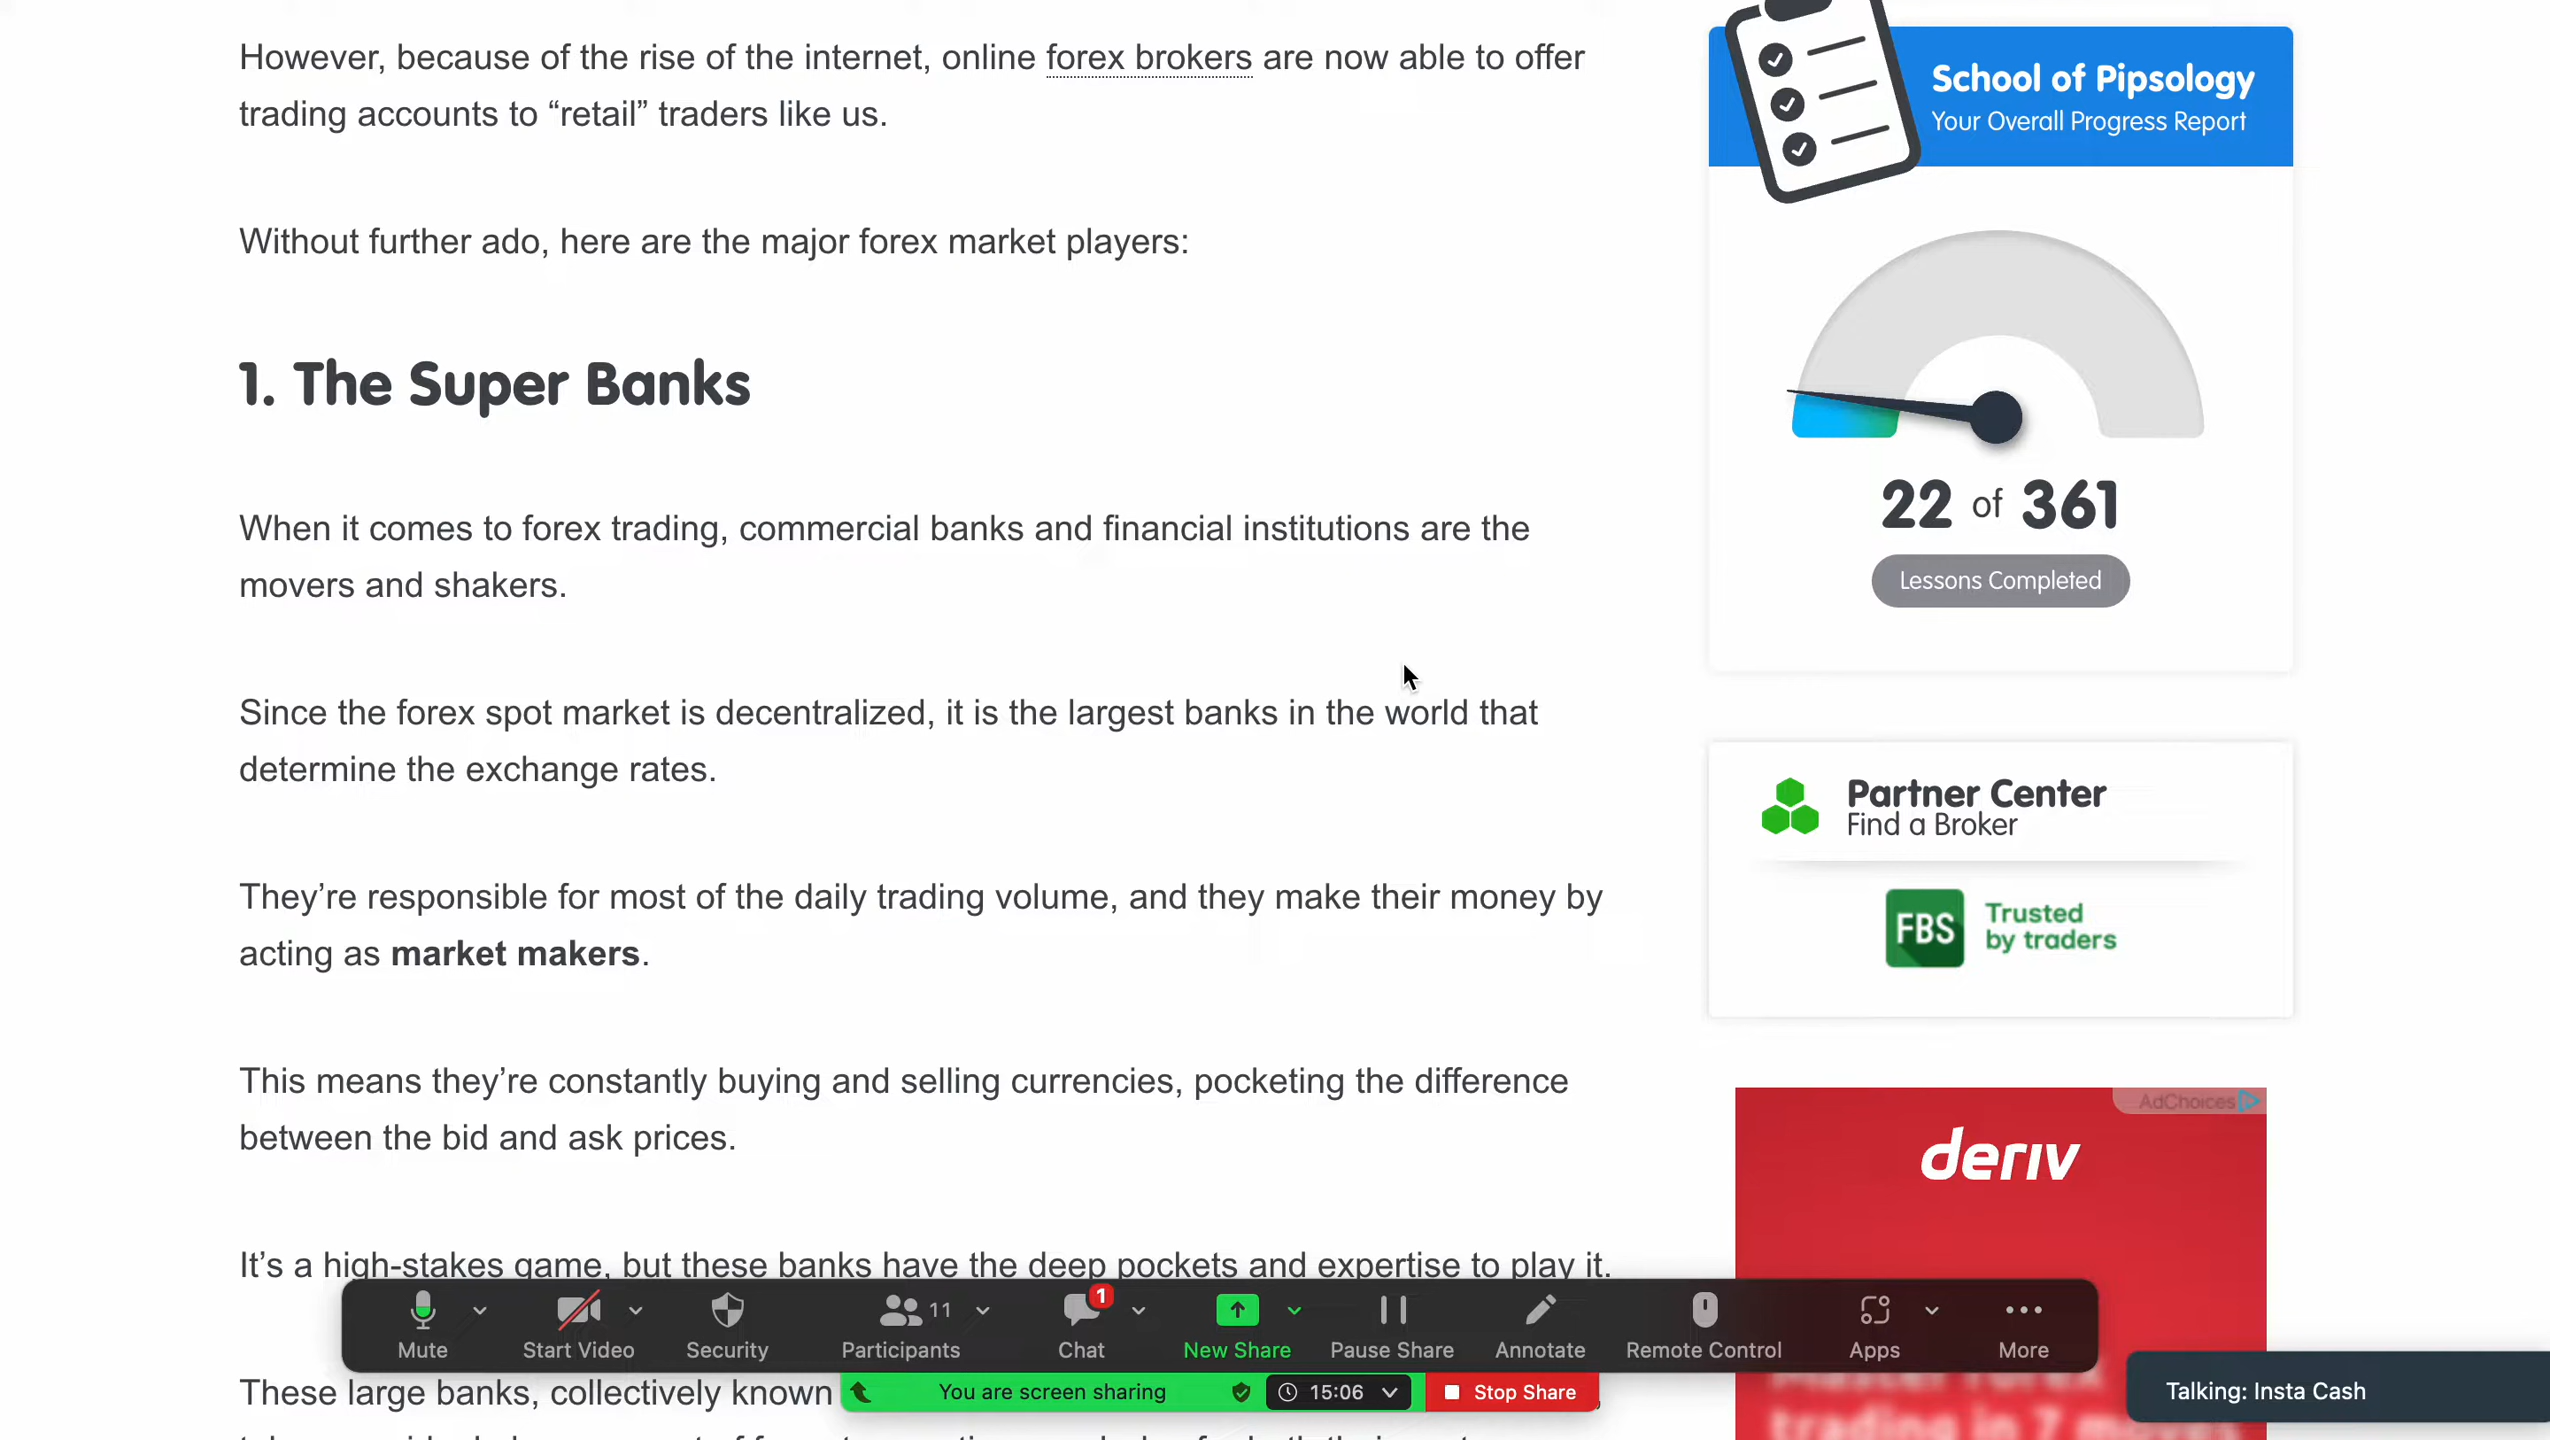 However, because of the rise of the internet, online forex brokers are now able to offer
trading accounts to “retail” traders like us.
Without further ado, here are the major forex market players:
1. The Super Banks
When it comes to forex trading, commercial banks and financial institutions are the
movers and shakers.
Since the forex spot market is decentralized, it is the largest banks in the world that
determine the exchange rates.
They’re responsible for most of the daily trading volume, and they make their money by
acting as market makers.
This means they’re constantly buying and selling currencies, pocketing the difference
between the bid and ask prices.
It’s a high-stakes game, but these banks have the deep pockets and expertise to play it.
These large banks, collectively known
School of Pipsology
Your Overall Progress Report
22 of 361
Lessons Completed
Partner Center
Find a Broker
FBS
Trusted
by traders
AdChoices
deriv
trading in 7 moves
11
1
Mute
Start Video
Security
Participants
Chat
New Share
Pause Share
Annotate
Remote Control
Apps
More
You are screen sharing
15:06
Stop Share
Talking: Insta Cash